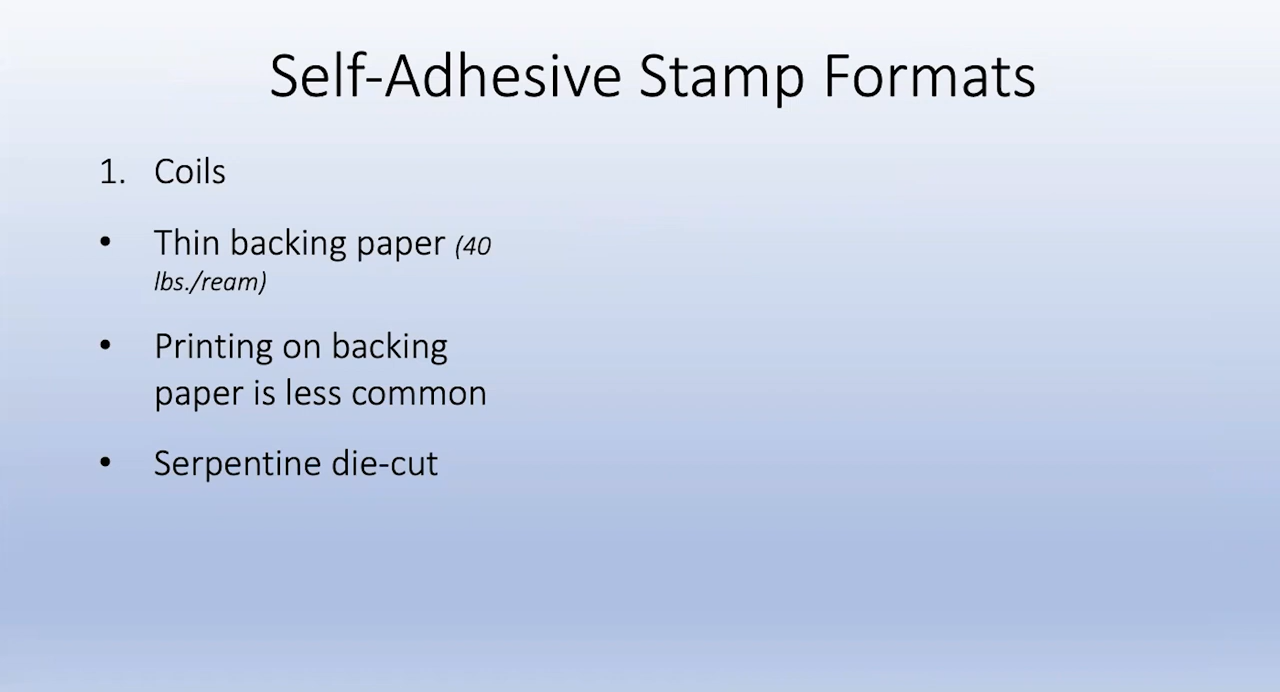 Self-Adhesive Stamp Formats
1. Coils
• Thin backing paper (40
lbs./ream)
• Printing on backing
paper is less common
• Serpentine die-cut